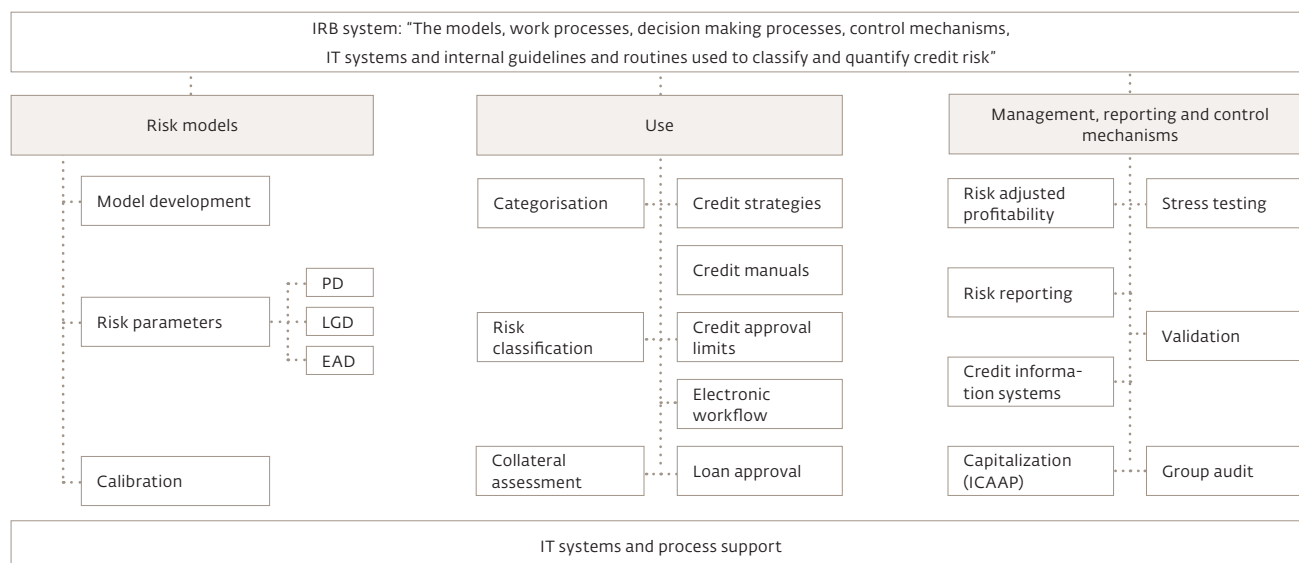 IRB system: “The models, work processes, decision making processes, control mechanisms,
IT systems and internal guidelines and routines used to classify and quantify credit risk”
Risk models
Model development
Risk parameters
PD
LGD
EAD
Calibration
Use
Categorisation
Credit strategies
Credit manuals
Risk
classification
Credit approval
limits
Electronic
workflow
Collateral
assessment
Loan approval
Management, reporting and control
mechanisms
Risk adjusted
profitability
Stress testing
Risk reporting
Validation
Credit informa-
tion systems
Capitalization
(ICAAP)
Group audit
IT systems and process support